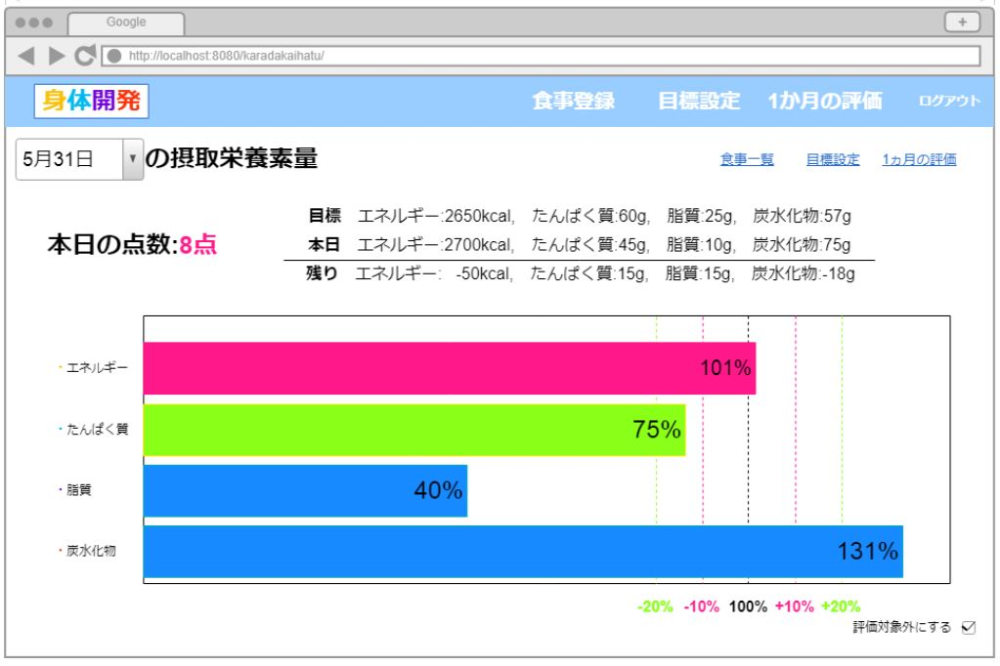 Google
+
http://localhost:8080/karadakaihatu/
身体開発 食事登録 目標設定 1か月の評価 ログアウト
5月31日 ▼ の摂取栄養素量 食事一覧 目標設定 1ヵ月の評価
目標 エネルギー:2650kcal, たんぱく質:60g, 脂質:25g, 炭水化物:57g
本日の点数:8点
本日 エネルギー:2700kcal, たんぱく質:45g, 脂質:10g, 炭水化物:75g
残り エネルギー: -50kcal, たんぱく質:15g, 脂質:15g, 炭水化物:-18g
・エネルギー 101%
・たんぱく質 75%
・脂質 40%
・炭水化物 131%
-20% -10% 100% +10% +20%
評価対象外にする